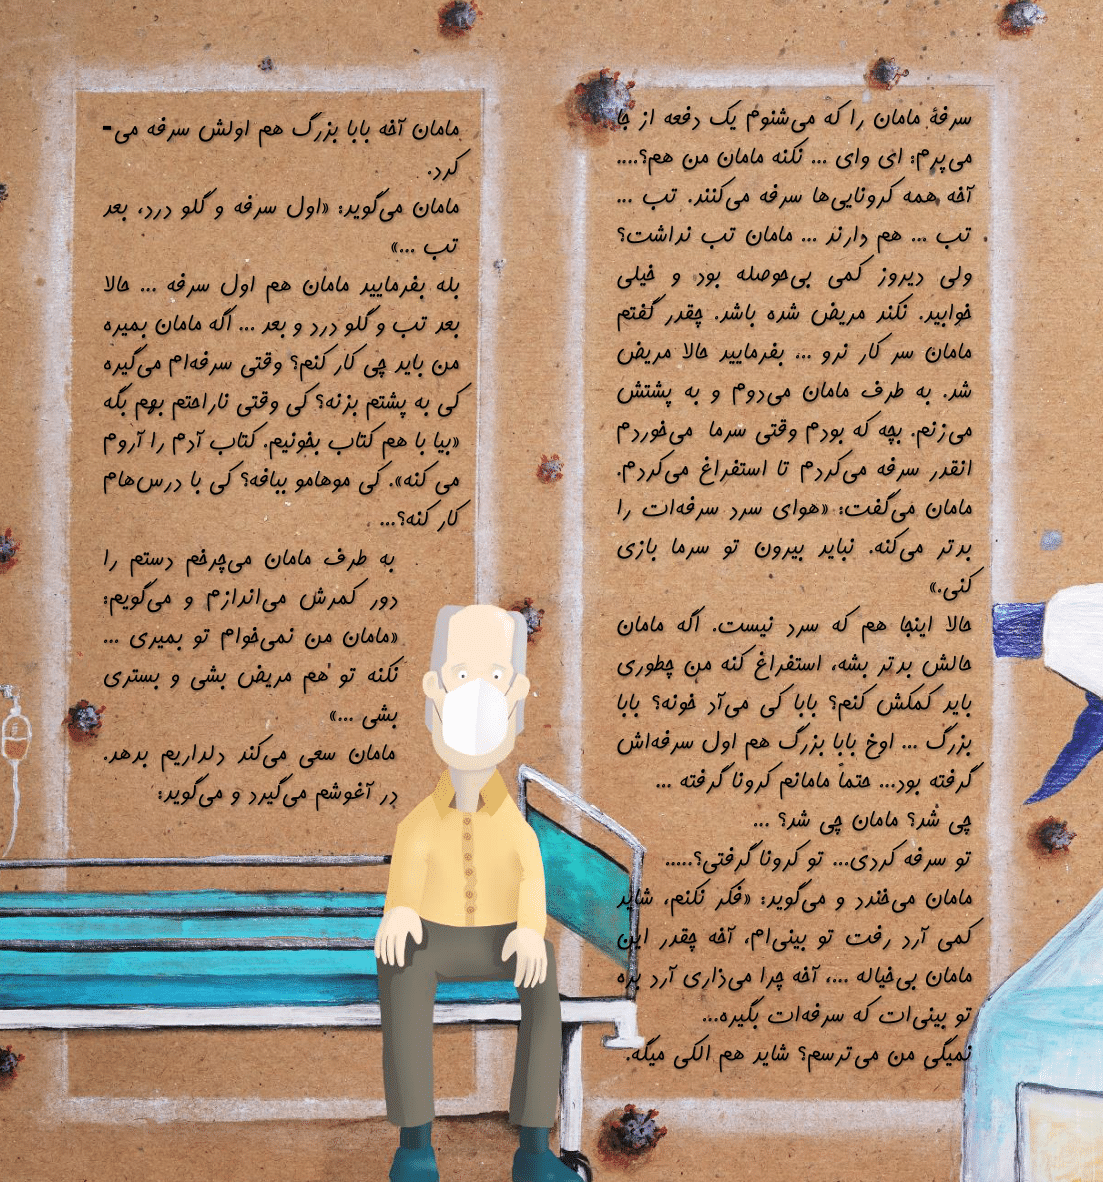 سرفهٔ مامان را که می‌شنوم یک دفعه از جا
می‌پرم: ای وای ... نکنه مامان من هم؟....
آخه همه کرونایی‌ها سرفه می‌کنند. تب ...
تب ... هم دارند ... مامان تب نداشت؟
ولی دیروز کمی بی‌حوصله بود و خیلی
خوابید. نکند مریض شده باشد. چقدر گفتم
مامان سر کار نرو ... بفرمایید حالا مریض
شد. به طرف مامان می‌دوم و به پشتش
می‌زنم. بچه که بودم وقتی سرما می‌خوردم
انقدر سرفه می‌کردم تا استفراغ می‌کردم.
مامان می‌گفت: «هوای سرد سرفه‌ات را
بدتر می‌کنه. نباید بیرون تو سرما بازی
کنی.»
حالا اینجا هم که سرد نیست. اگه مامان
حالش بدتر بشه، استفراغ کنه من چطوری
باید کمکش کنم؟ بابا کی می‌آد خونه؟ بابا
بزرگ ... اوخ بابا بزرگ هم اول سرفه‌اش
گرفته بود... حتماً مامانم کرونا گرفته ...
چی شد؟ مامان چی شد؟ ...
تو سرفه کردی... تو کرونا گرفتی؟.....
مامان می‌خندد و می‌گوید: «فکر نکنم، شاید
کمی آرد رفت تو بینی‌ام، آخه چقدر این
مامان بی‌خیاله ...، آخه چرا می‌ذاری آرد بره
تو بینی‌ات که سرفه‌ات بگیره...
نمیگی من می‌ترسم؟ شاید هم الکی میگه.
مامان آخه بابا بزرگ هم اولش سرفه می-
کرد.
مامان می‌گوید: «اول سرفه و گلو درد، بعد
تب ...»
بله بفرمایید مامان هم اول سرفه ... حالا
بعد تب و گلو درد و بعد ... اگه مامان بمیره
من باید چی کار کنم؟ وقتی سرفه‌ام می‌گیره
کی به پشتم بزنه؟ کی وقتی ناراحتم بهم بگه
«بیا با هم کتاب بخونیم. کتاب آدم را آروم
می کنه». کی موهامو ببافه؟ کی با درس‌هام
کار کنه؟...
به طرف مامان می‌چرخم دستم را
دور کمرش می‌اندازم و می‌گویم:
«مامان من نمی‌خوام تو بمیری ...
نکنه تو هم مریض بشی و بستری
بشی ...»
مامان سعی می‌کند دلداریم بدهد.
در آغوشم می‌گیرد و می‌گوید: